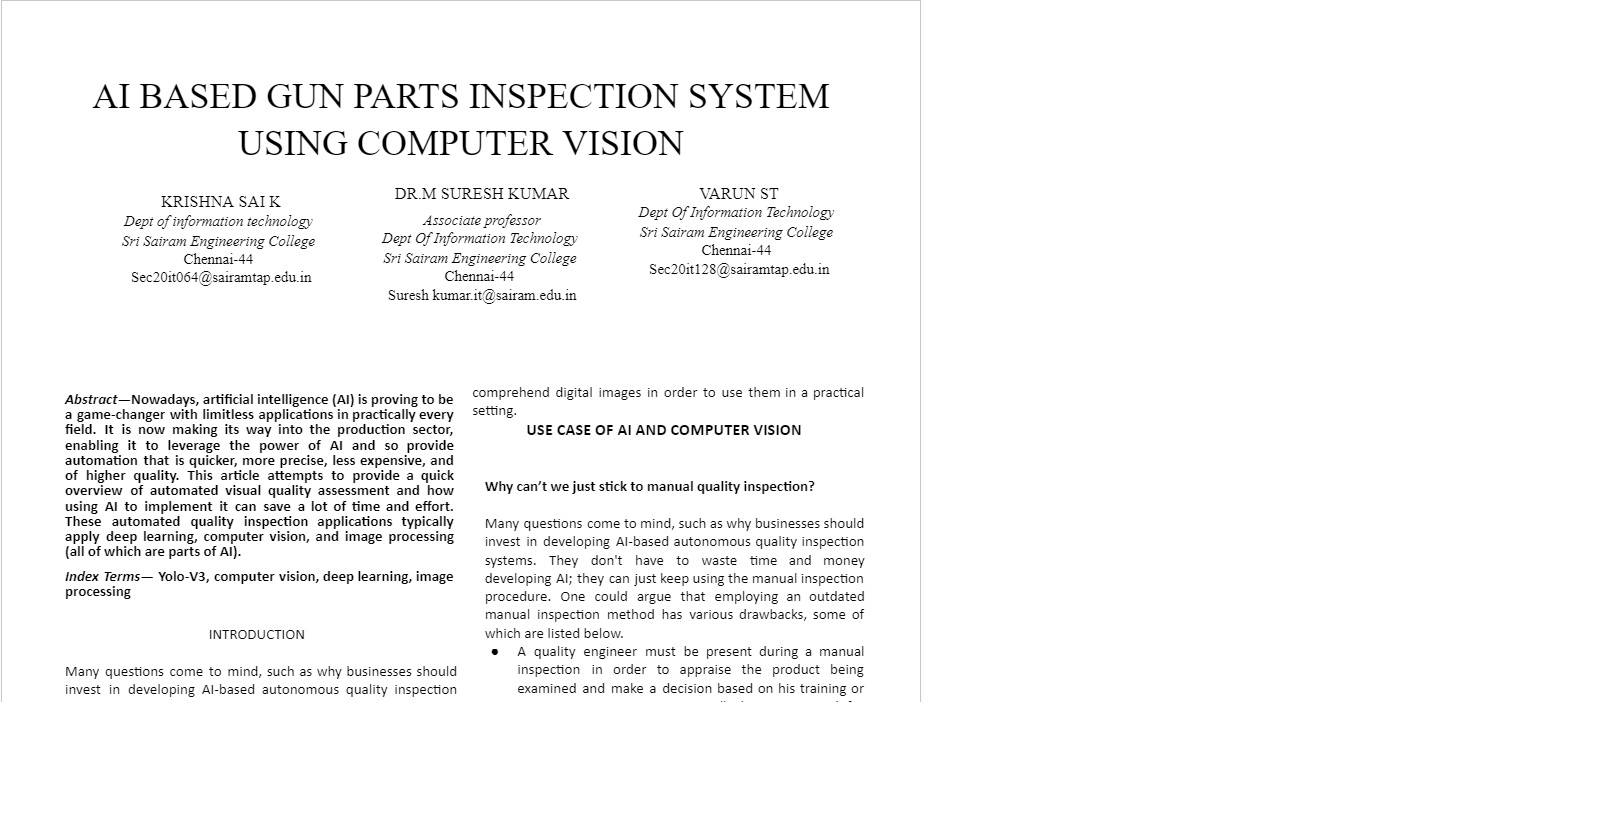 AI BASED GUN PARTS INSPECTION SYSTEM
USING COMPUTER VISION
KRISHNA SAI K
Dept of information technology
Sri Sairam Engineering College
Chennai-44
Sec20it064@sairamtap.edu.in
DR.M SURESH KUMAR
Associate professor
Dept Of Information Technology
Sri Sairam Engineering College
Chennai-44
Suresh kumar.it@sairam.edu.in
VARUN ST
Dept Of Information Technology
Sri Sairam Engineering College
Chennai-44
Sec20it128@sairamtap.edu.in
Abstract—Nowadays, artificial intelligence (AI) is proving to be
a game-changer with limitless applications in practically every
field. It is now making its way into the production sector,
enabling it to leverage the power of AI and so provide
automation that is quicker, more precise, less expensive, and
of higher quality. This article attempts to provide a quick
overview of automated visual quality assessment and how
using AI to implement it can save a lot of time and effort.
These automated quality inspection applications typically
apply deep learning, computer vision, and image processing
(all of which are parts of AI).
Index Terms— Yolo-V3, computer vision, deep learning, image
processing
INTRODUCTION
Many questions come to mind, such as why businesses should
invest in developing AI-based autonomous quality inspection
comprehend digital images in order to use them in a practical
setting.
USE CASE OF AI AND COMPUTER VISION
Why can’t we just stick to manual quality inspection?
Many questions come to mind, such as why businesses should
invest in developing AI-based autonomous quality inspection
systems. They don't have to waste time and money
developing AI; they can just keep using the manual inspection
procedure. One could argue that employing an outdated
manual inspection method has various drawbacks, some of
which are listed below.
● A quality engineer must be present during a manual
inspection in order to appraise the product being
examined and make a decision based on his training or